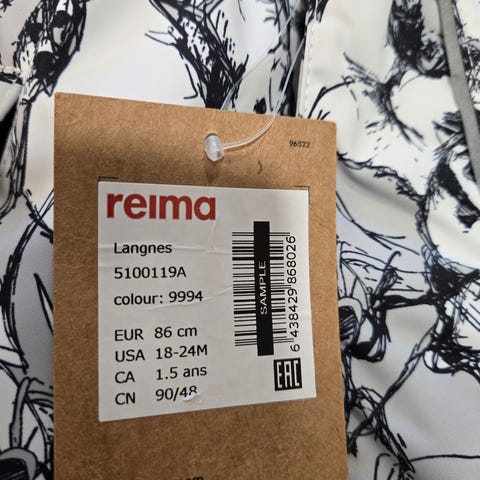 96522
reima
Langnes
5100119A
colour: 9994
EUR 86 cm
USA 18-24M
CA 1.5 ans
CN 90/48
SAMPLE
6 438429 868026
EAC